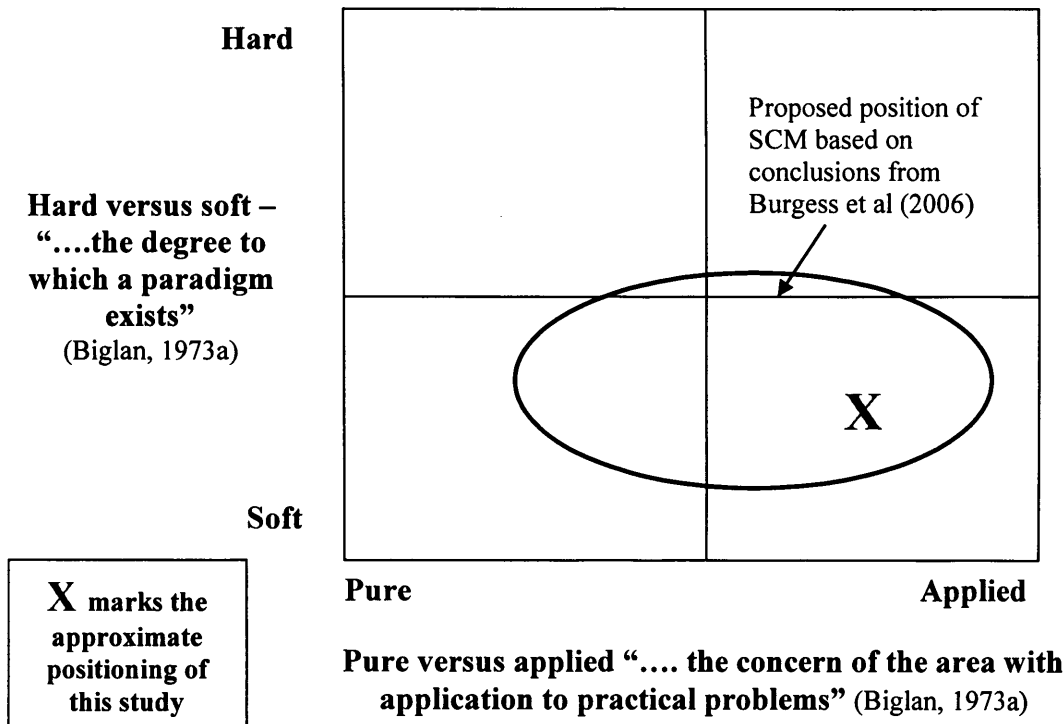 Hard
Proposed position of
SCM based on
conclusions from
Burgess et al (2006)
Hard versus soft –
“….the degree to
which a paradigm
exists”
(Biglan, 1973a)
X
Soft
Pure
Applied
X marks the
approximate
positioning of
this study
Pure versus applied “…. the concern of the area with
application to practical problems” (Biglan, 1973a)